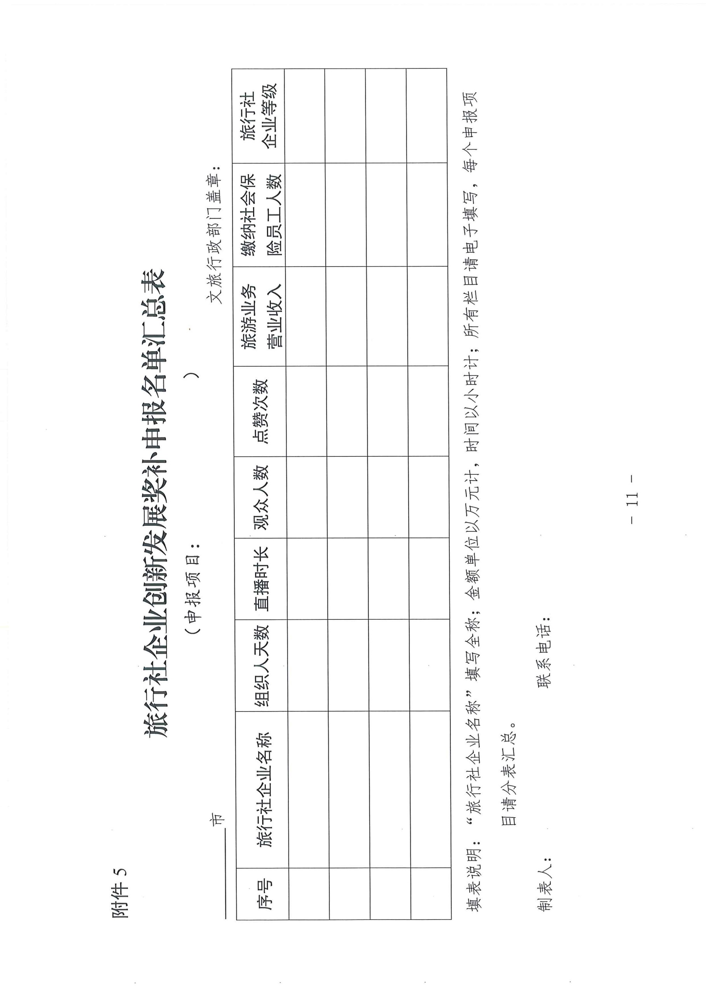 附件 5
旅行社企业创新发展奖补申报名单汇总表
（申报项目：　　　　　　　　）
市　　　　　　　　文旅行政部门盖章：
序号 旅行社企业名称 组织人天数 直播时长 观众人数 点赞次数 旅游业务 缴纳社会保 旅行社
营业收入 险员工人数 企业等级
填表说明：“旅行社企业名称”填写全称；金额单位以万元计，时间以小时计；所有栏目请电子填写，每个申报项
目请分表汇总。
制表人：　　　　　　　　联系电话：
- 11 -